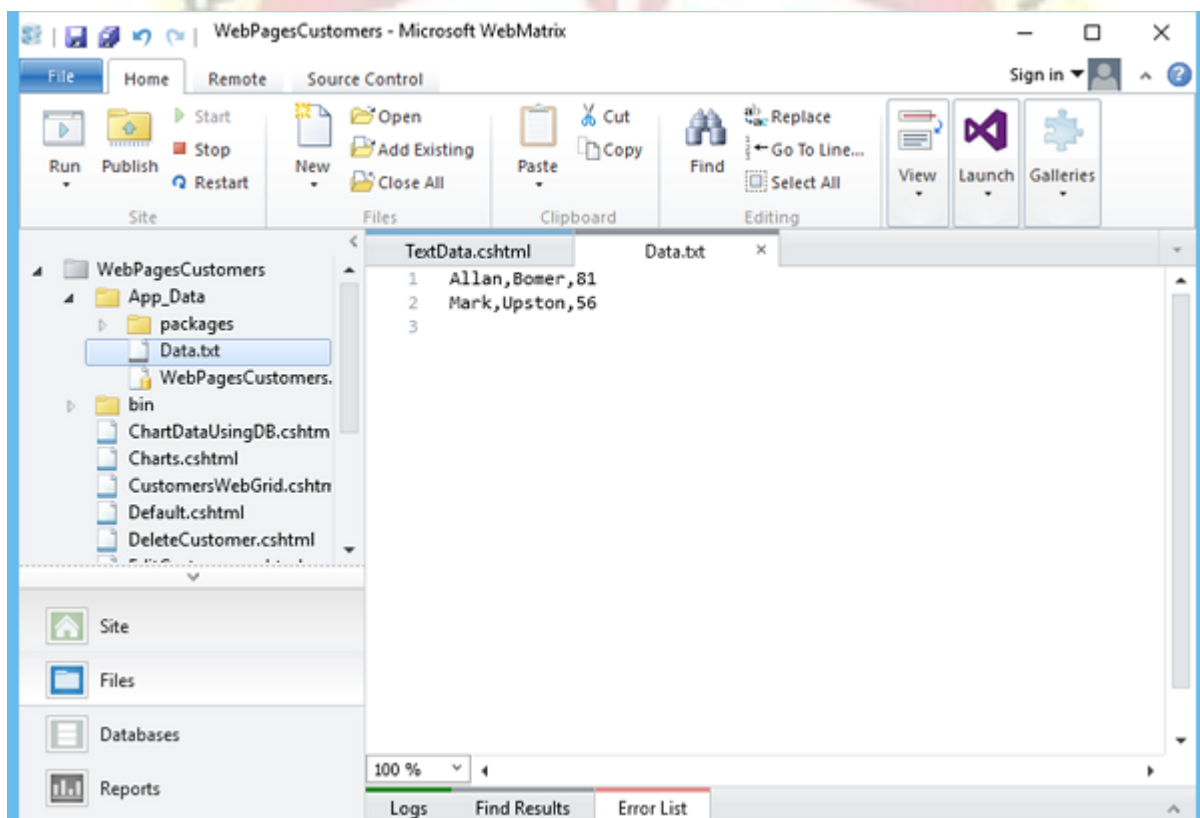 WebPagesCustomers - Microsoft WebMatrix
File Home Remote Source Control Sign in
Run
Publish
Start
Stop
Restart
Site
New
Open
Add Existing
Close All
Files
Paste
Cut
Copy
Clipboard
Find
Replace
Go To Line...
Select All
Editing
View
Launch
Galleries
WebPagesCustomers
App_Data
packages
Data.txt
WebPagesCustomers.
bin
ChartDataUsingDB.cshtm
Charts.cshtml
CustomersWebGrid.cshtm
Default.cshtml
DeleteCustomer.cshtml
Site
Files
Databases
Reports
TextData.cshtml Data.txt
1 Allan,Bomer,81
2 Mark,Upston,56
3
100 %
Logs Find Results Error List